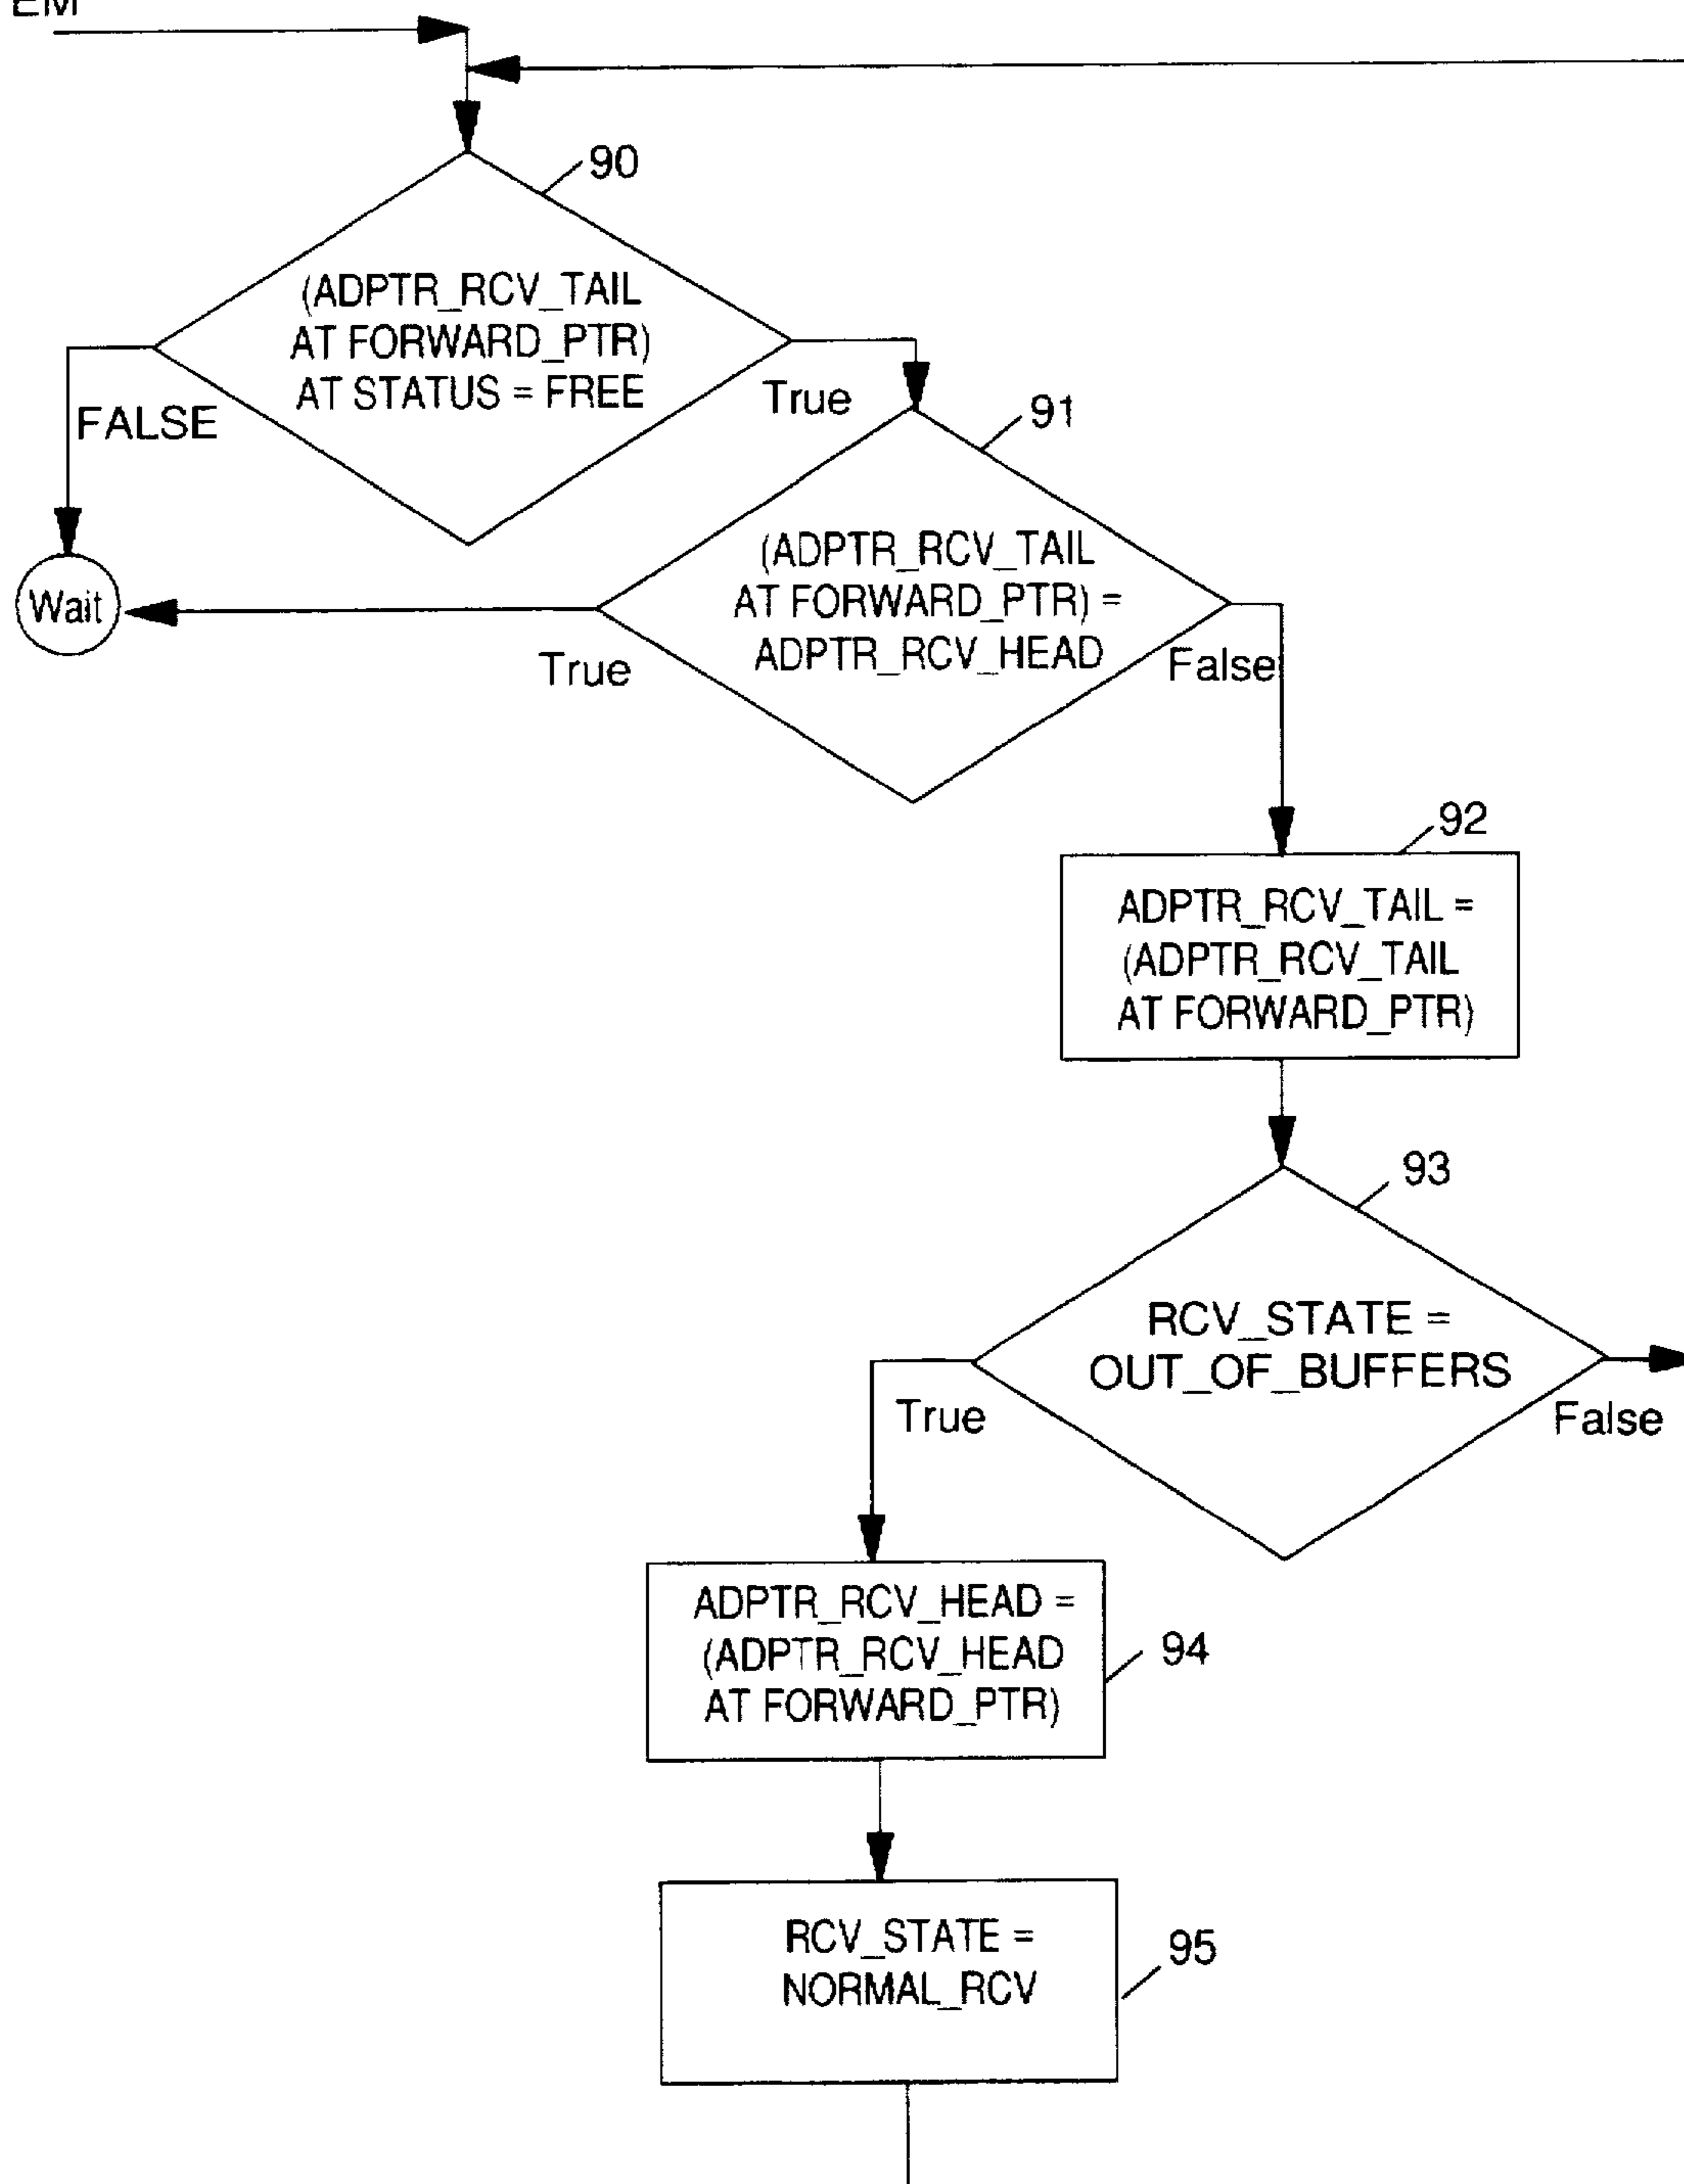 EM
90
(ADPTR_RCV_TAIL
AT FORWARD_PTR)
AT STATUS = FREE
FALSE
True
91
(ADPTR_RCV_TAIL
AT FORWARD_PTR) =
ADPTR_RCV_HEAD
Wait
True
False
92
ADPTR_RCV_TAIL =
(ADPTR_RCV_TAIL
AT FORWARD_PTR)
93
RCV_STATE =
OUT_OF_BUFFERS
True
False
ADPTR_RCV_HEAD =
(ADPTR_RCV_HEAD
AT FORWARD_PTR)
94
RCV_STATE =
NORMAL_RCV
95